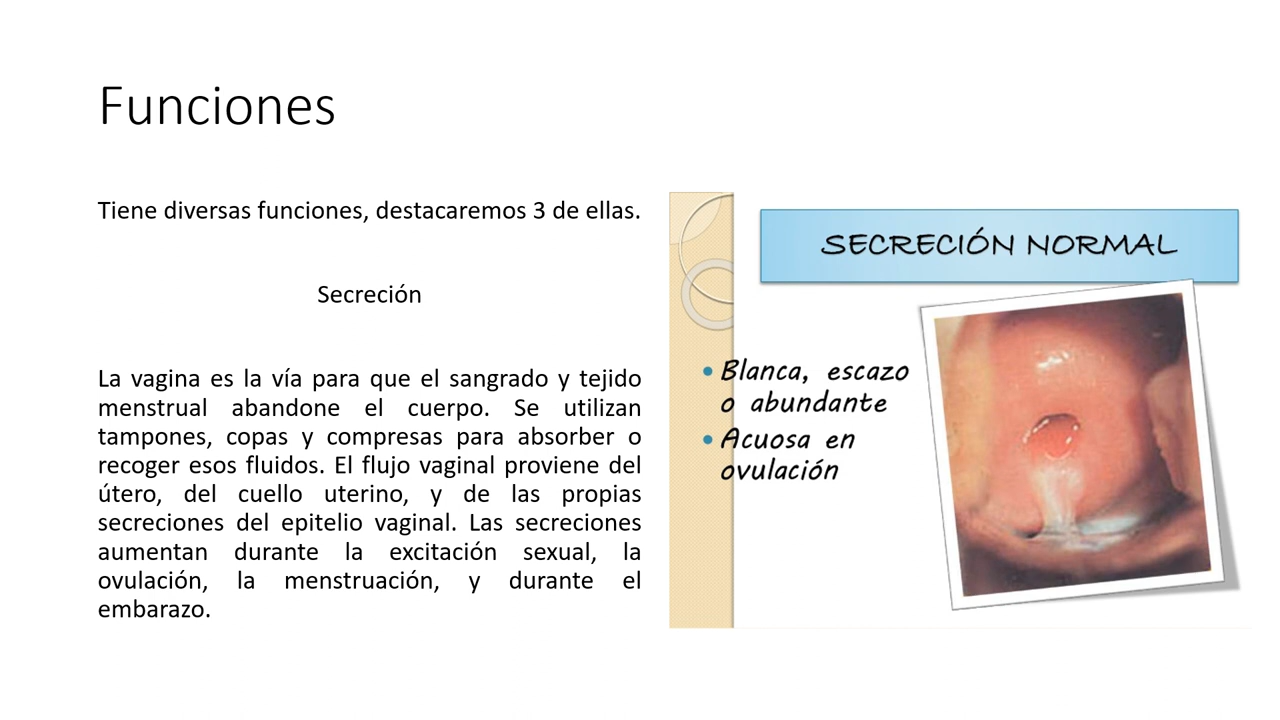 Funciones
Tiene diversas funciones, destacaremos 3 de ellas.
Secreción
La vagina es la vía para que el sangrado y tejido
menstrual abandone el cuerpo. Se utilizan
tampones, copas y compresas para absorber o
recoger esos fluidos. El flujo vaginal proviene del
útero, del cuello uterino, y de las propias
secreciones del epitelio vaginal. Las secreciones
aumentan durante la excitación sexual, la
ovulación, la menstruación, y durante el
embarazo.
SECRECIÓN NORMAL
• Blanca, escazo
o abundante
• Acuosa en
ovulación